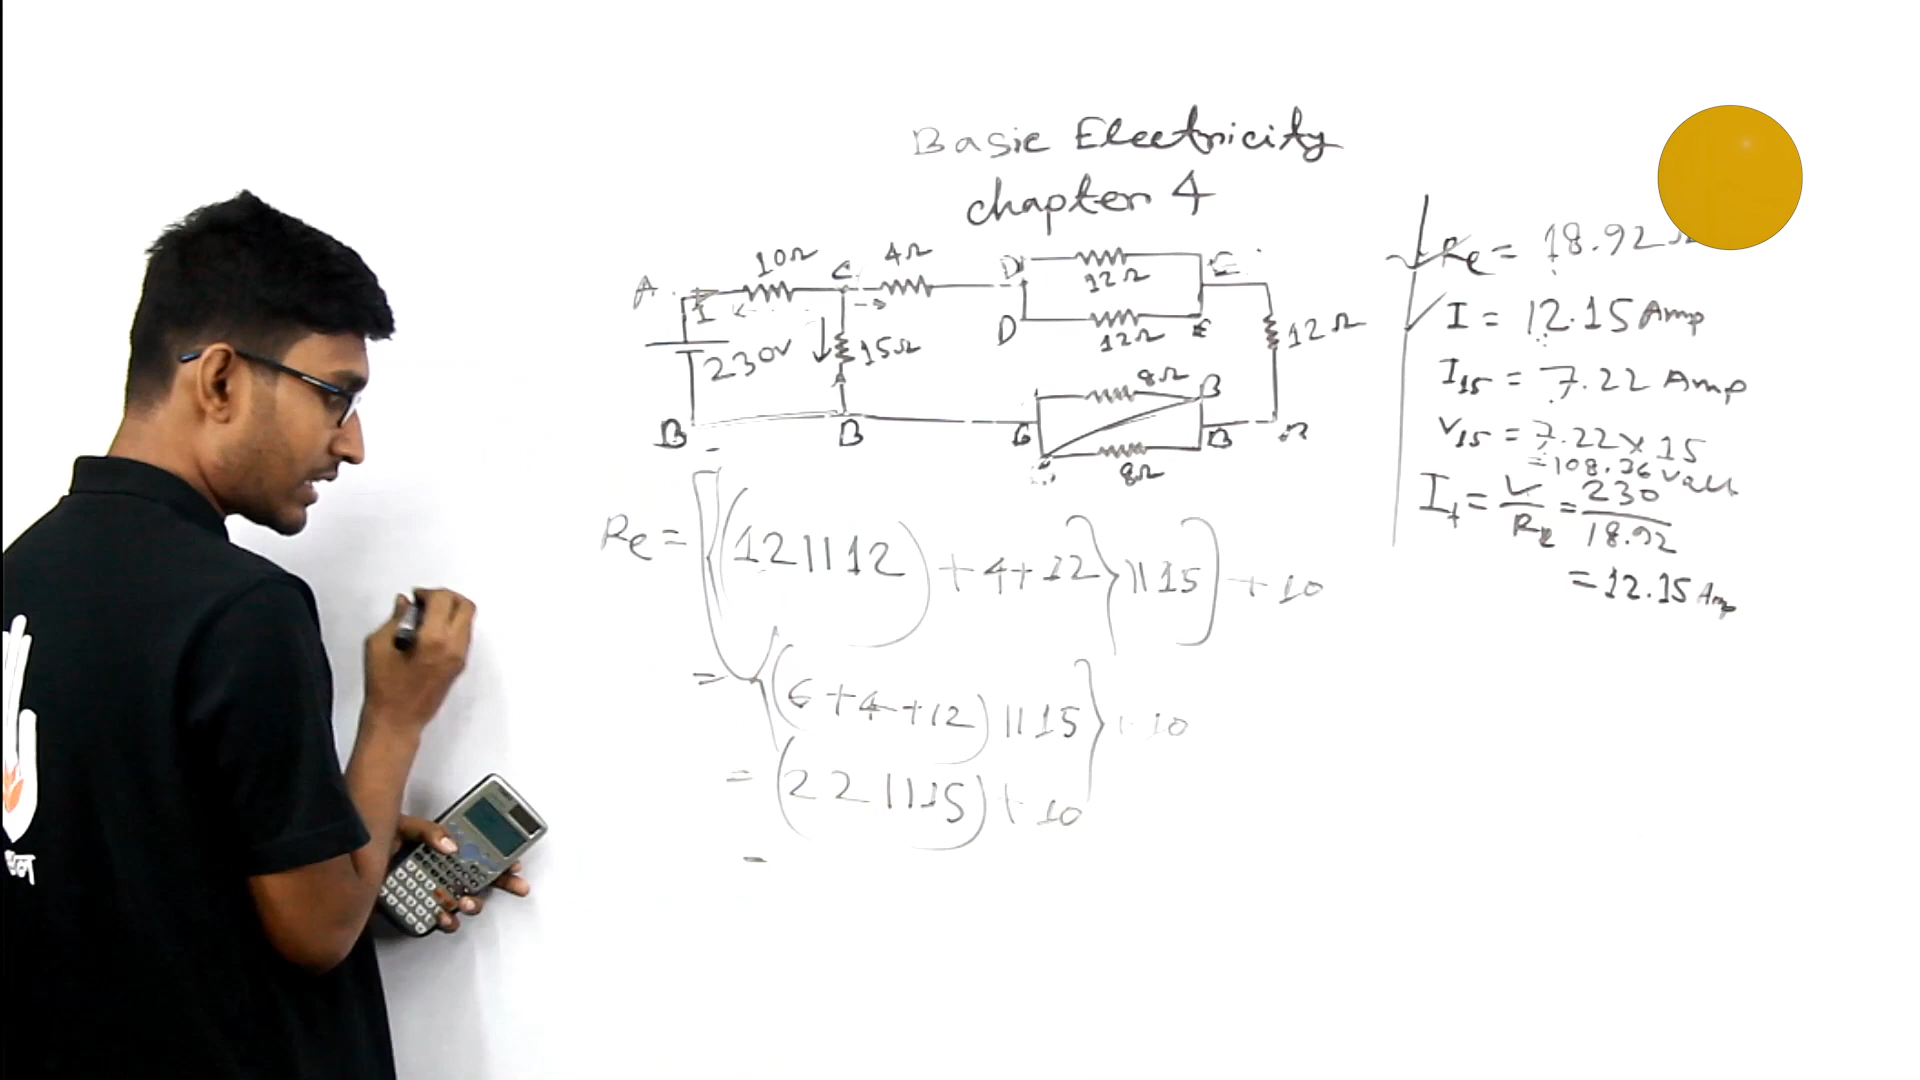 Basic Electricity
chapter 4
A
10Ω
C
4Ω
D
12Ω
E
I
D
12Ω
E
12Ω
230V
15Ω
8Ω
B
B
B
B
B
8Ω
Re = [{(12||12)+4+12}||15]+10
= {(6+4+12)||15}+10
= (22||15)+10
=
Re = 18.92Ω
I = 12.15 Amp
I15 = 7.22 Amp
V15 = 7.22×15
=108.36 Volt
It = V/Re = 230/18.92
=12.15 Amp